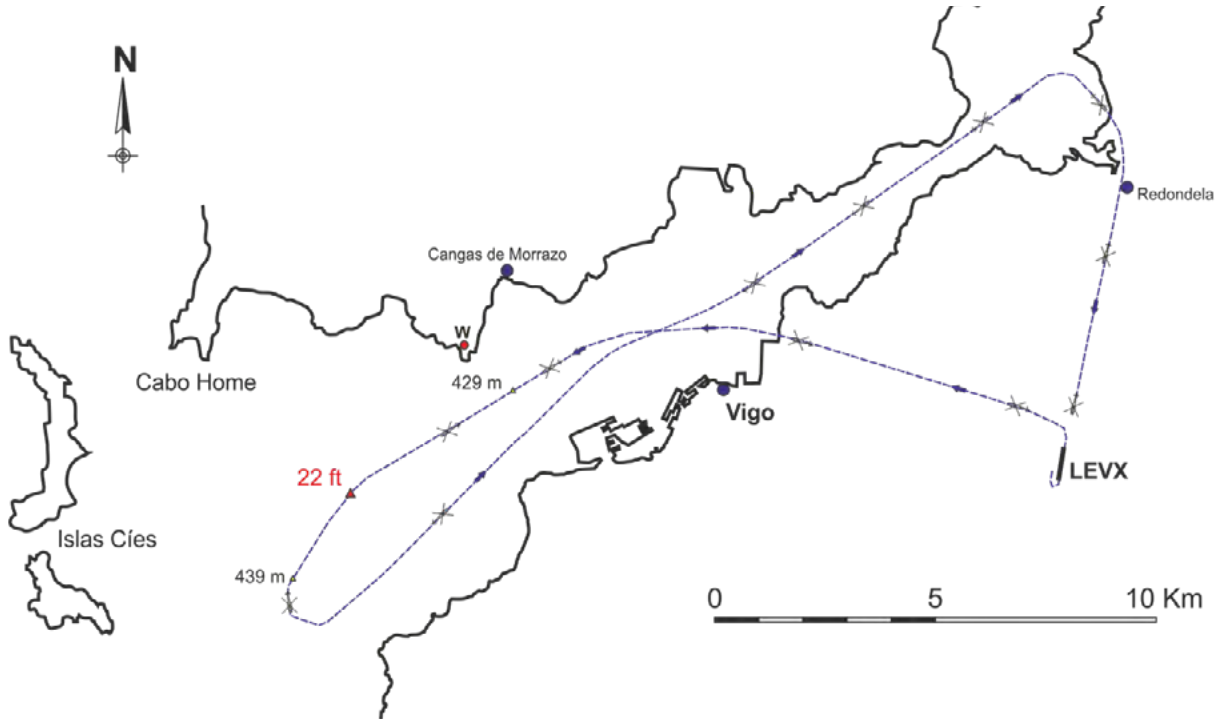 N
Redondela
Cangas de Morrazo
W
Cabo Home
429 m
Vigo
22 ft
LEVX
Islas Cíes
439 m
0 5 10 Km